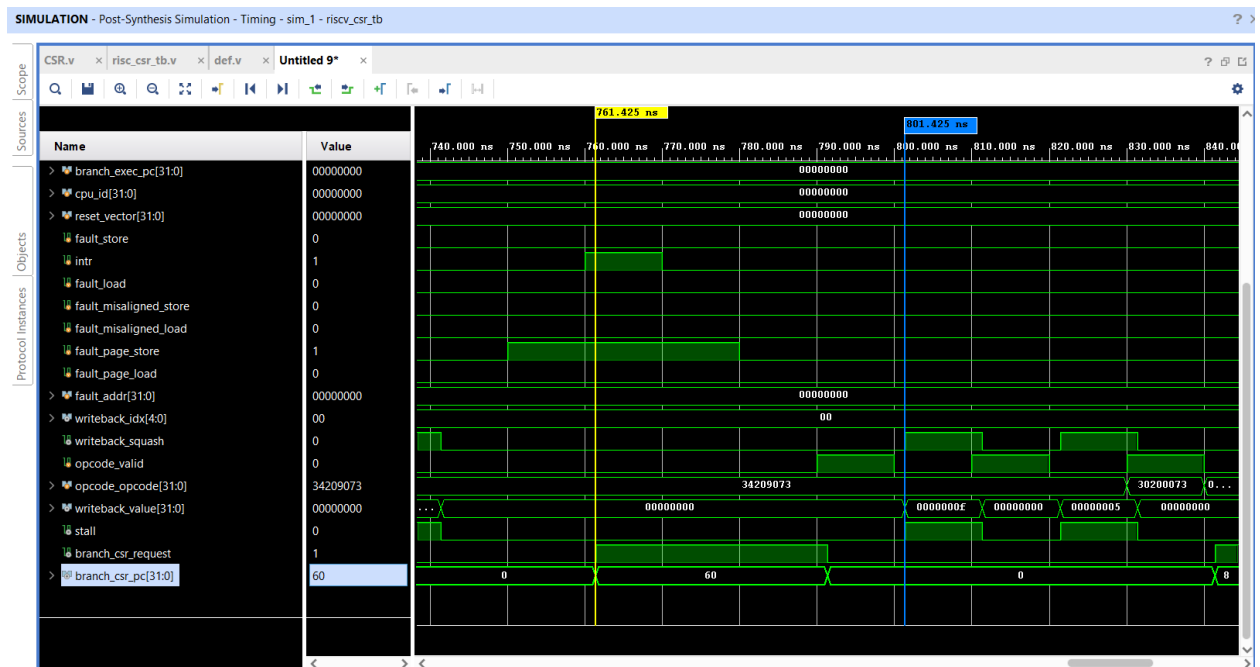 SIMULATION - Post-Synthesis Simulation - Timing - sim_1 - riscv_csr_tb ?
Scope
Sources
Objects
Protocol Instances
CSR.v × risc_csr_tb.v × def.v × Untitled 9* × ?
761.425 ns
801.425 ns
Name Value 740.000 ns 750.000 ns 760.000 ns 770.000 ns 780.000 ns 790.000 ns 800.000 ns 810.000 ns 820.000 ns 830.000 ns 840.0
branch_exec_pc[31:0] 00000000 00000000
cpu_id[31:0] 00000000 00000000
reset_vector[31:0] 00000000 00000000
fault_store 0
intr 1
fault_load 0
fault_misaligned_store 0
fault_misaligned_load 0
fault_page_store 1
fault_page_load 0
fault_addr[31:0] 00000000 00000000
writeback_idx[4:0] 00 00
writeback_squash 0
opcode_valid 0
opcode_opcode[31:0] 34209073 34209073 30200073 0...
writeback_value[31:0] 00000000 ... 00000000 0000000f 00000000 00000005 00000000
stall 0
branch_csr_request 1
branch_csr_pc[31:0] 60 0 60 0 8